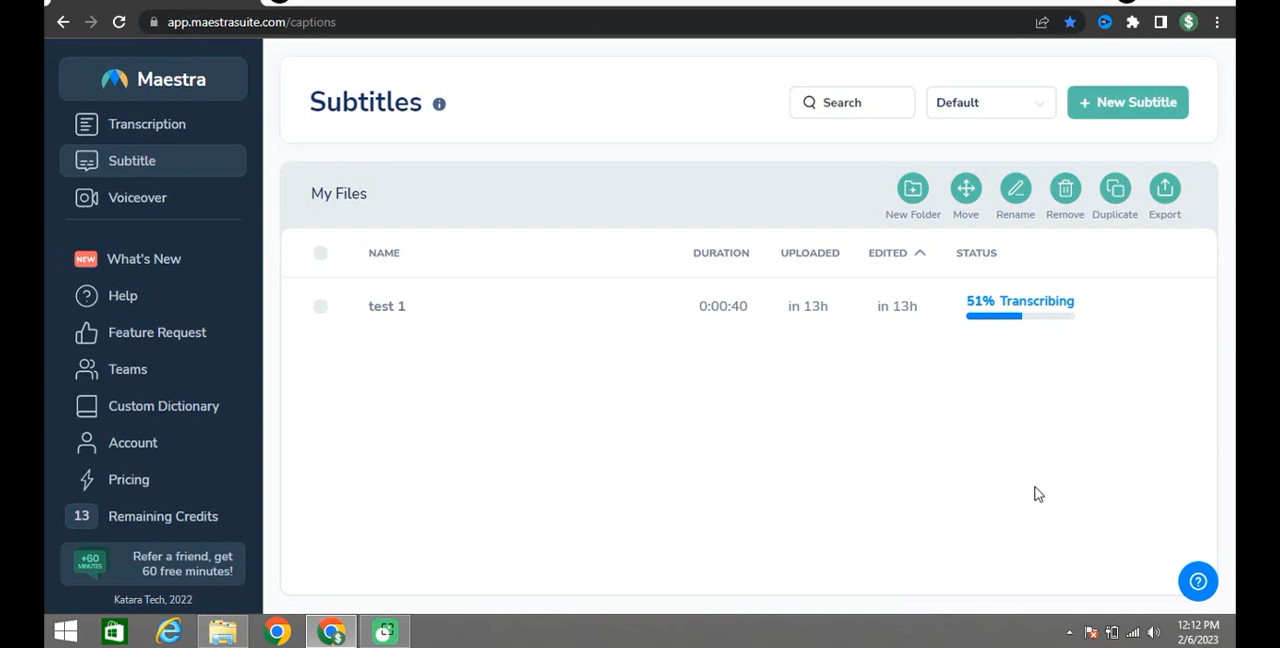 app.maestrasuite.com/captions
Maestra
Transcription
Subtitle
Voiceover
NEW What's New
Help
Feature Request
Teams
Custom Dictionary
Account
Pricing
13 Remaining Credits
+60 MINUTES
Refer a friend, get
60 free minutes!
Katara Tech, 2022
Subtitles
Search
Default
+ New Subtitle
My Files
New Folder Move Rename Remove Duplicate Export
NAME DURATION UPLOADED EDITED STATUS
test 1 0:00:40 in 13h in 13h 51% Transcribing
12:12 PM
2/6/2023